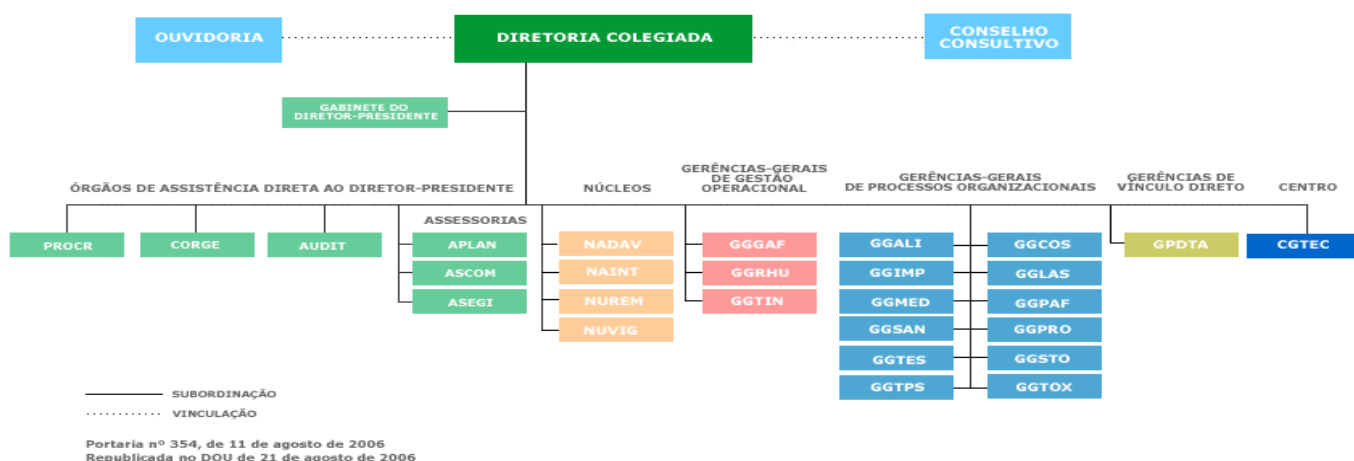 OUVIDORIA
DIRETORIA COLEGIADA
CONSELHO
CONSULTIVO
GABINETE DO
DIRETOR-PRESIDENTE
ÓRGÃOS DE ASSISTÊNCIA DIRETA AO DIRETOR-PRESIDENTE
NÚCLEOS
GERÊNCIAS-GERAIS
DE GESTÃO
OPERACIONAL
GERÊNCIAS-GERAIS
DE PROCESSOS ORGANIZACIONAIS
GERÊNCIAS DE
VÍNCULO DIRETO
CENTRO
ASSESSORIAS
PROCR
CORGE
AUDIT
APLAN
ASCOM
ASEGI
NADAV
NAINT
NUREM
NUVIG
GGGAF
GGRHU
GGTIN
GGALI
GGIMP
GGMED
GGSAN
GGTES
GGTPS
GGCOS
GGLAS
GGPAF
GGPRO
GGSTO
GGTOX
GPDTA
CGTEC
SUBORDINAÇÃO
VINCULAÇÃO
Portaria nº 354, de 11 de agosto de 2006
Republicada no DOU de 21 de agosto de 2006